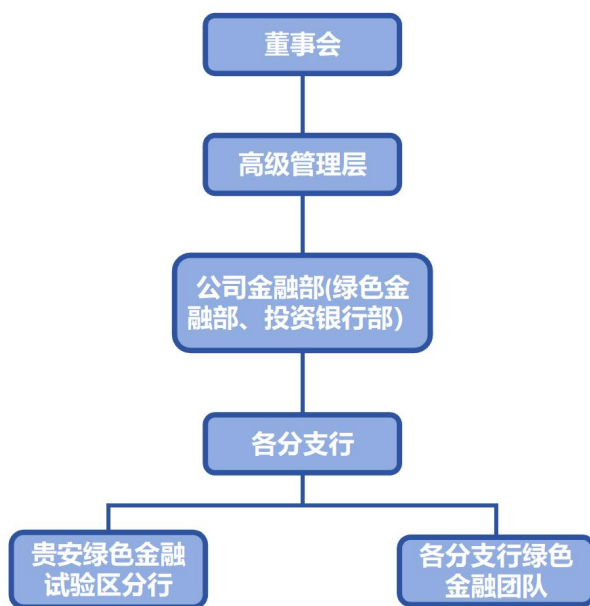 董事会
高级管理层
公司金融部(绿色金
融部、投资银行部）
各分支行
贵安绿色金融
试验区分行
各分支行绿色
金融团队